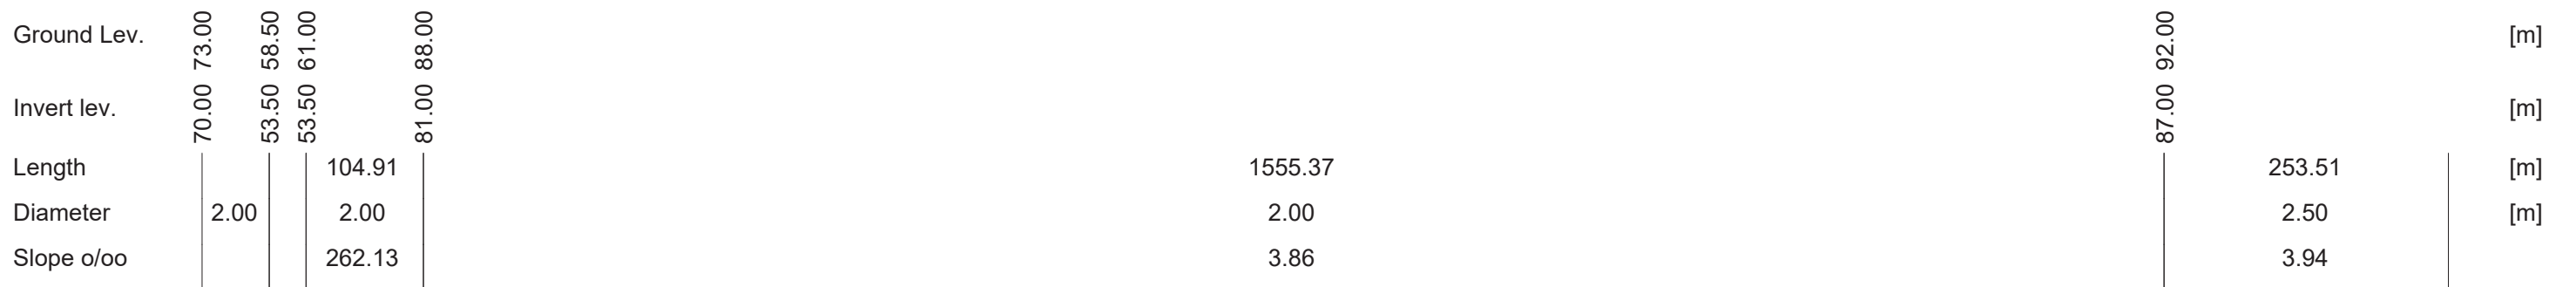 Ground Lev. 73.00 58.50 61.00 88.00 92.00 [m]
Invert lev. 70.00 53.50 53.50 81.00 87.00 [m]
Length 104.91 1555.37 253.51 [m]
Diameter 2.00 2.00 2.00 2.50 [m]
Slope o/oo 262.13 3.86 3.94